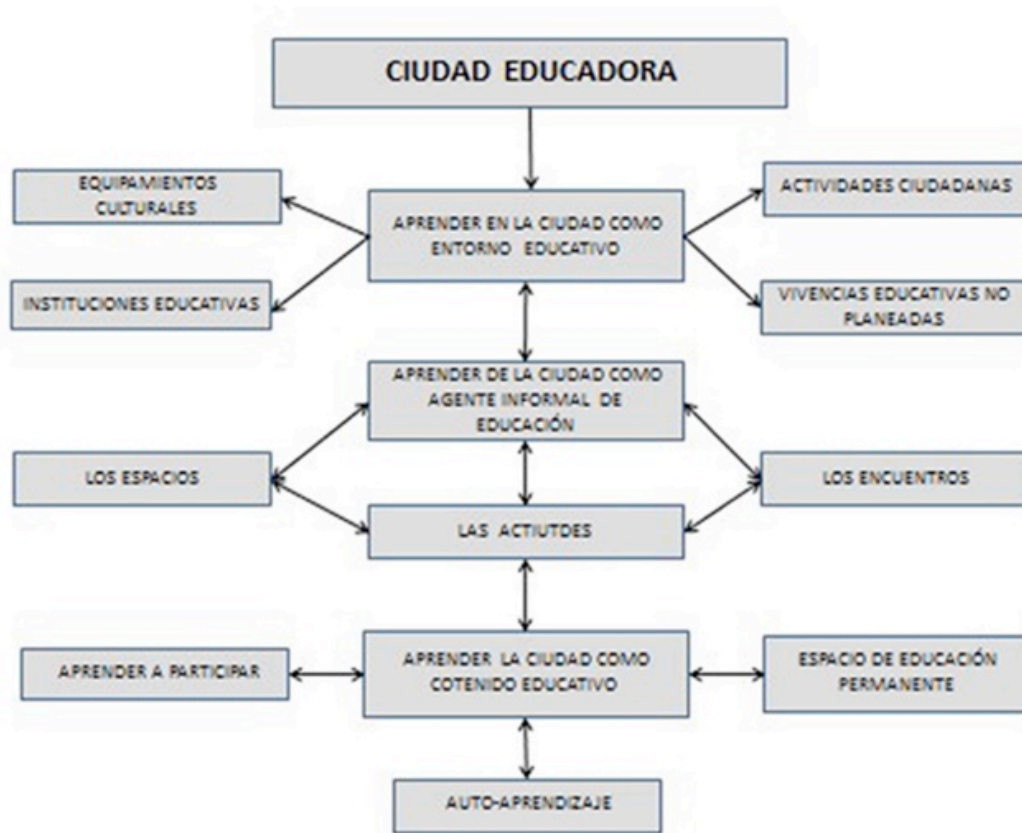 CIUDAD EDUCADORA
EQUIPAMIENTOS
CULTURALES
APRENDER EN LA CIUDAD COMO
ENTORNO EDUCATIVO
ACTIVIDADES CIUDADANAS
INSTITUCIONES EDUCATIVAS
VIVENCIAS EDUCATIVAS NO
PLANEADAS
APRENDER DE LA CIUDAD COMO
AGENTE INFORMAL DE
EDUCACIÓN
LOS ESPACIOS
LOS ENCUENTROS
LAS ACTIUTDES
APRENDER A PARTICIPAR
APRENDER LA CIUDAD COMO
COTENIDO EDUCATIVO
ESPACIO DE EDUCACIÓN
PERMANENTE
AUTO-APRENDIZAJE